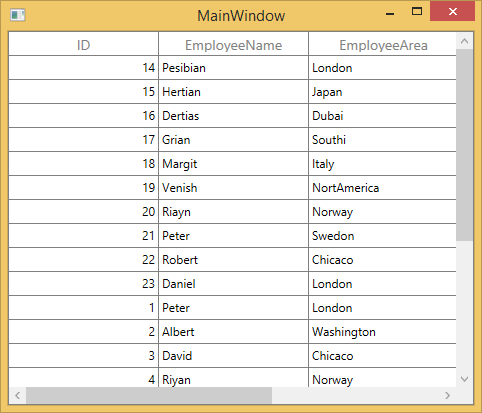 MainWindow
ID EmployeeName EmployeeArea
14 Pesibian London
15 Hertian Japan
16 Dertias Dubai
17 Grian Southi
18 Margit Italy
19 Venish NortAmerica
20 Riayn Norway
21 Peter Swedon
22 Robert Chicaco
23 Daniel London
1 Peter London
2 Albert Washington
3 David Chicaco
4 Riyan Norway